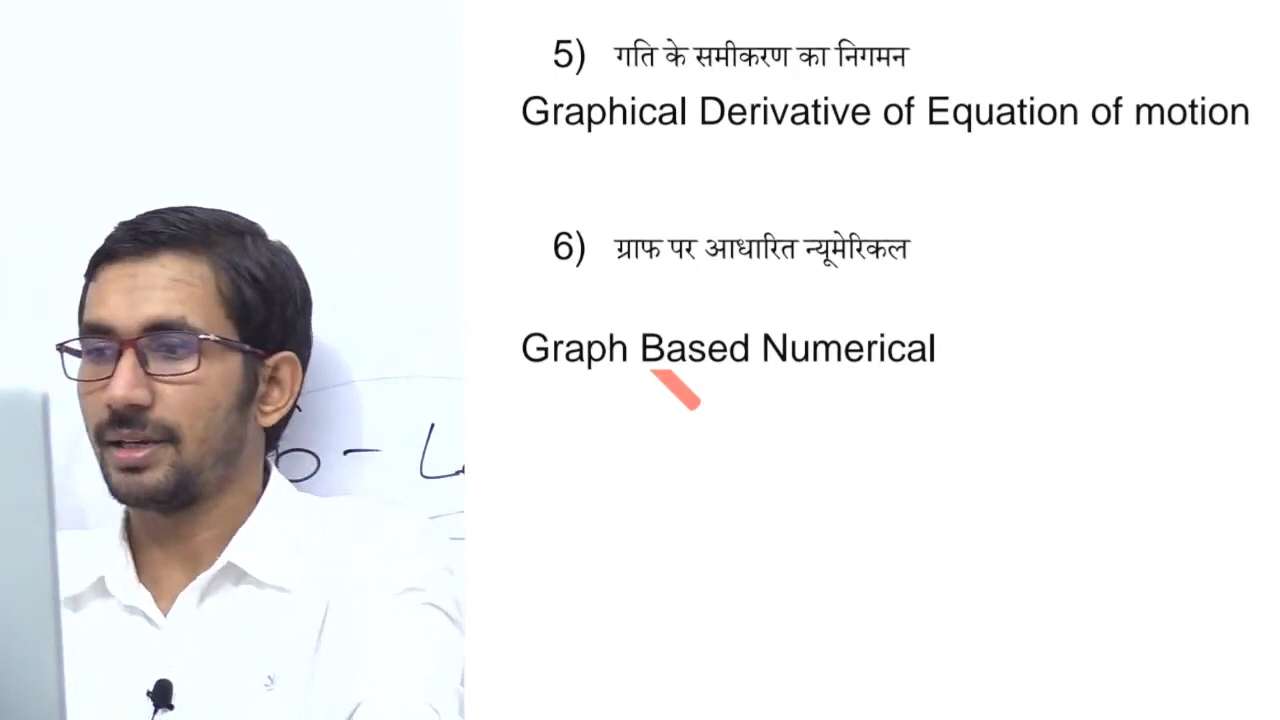 5) गति के समीकरण का निगमन
Graphical Derivative of Equation of motion
6) ग्राफ पर आधारित न्यूमेरिकल
Graph Based Numerical